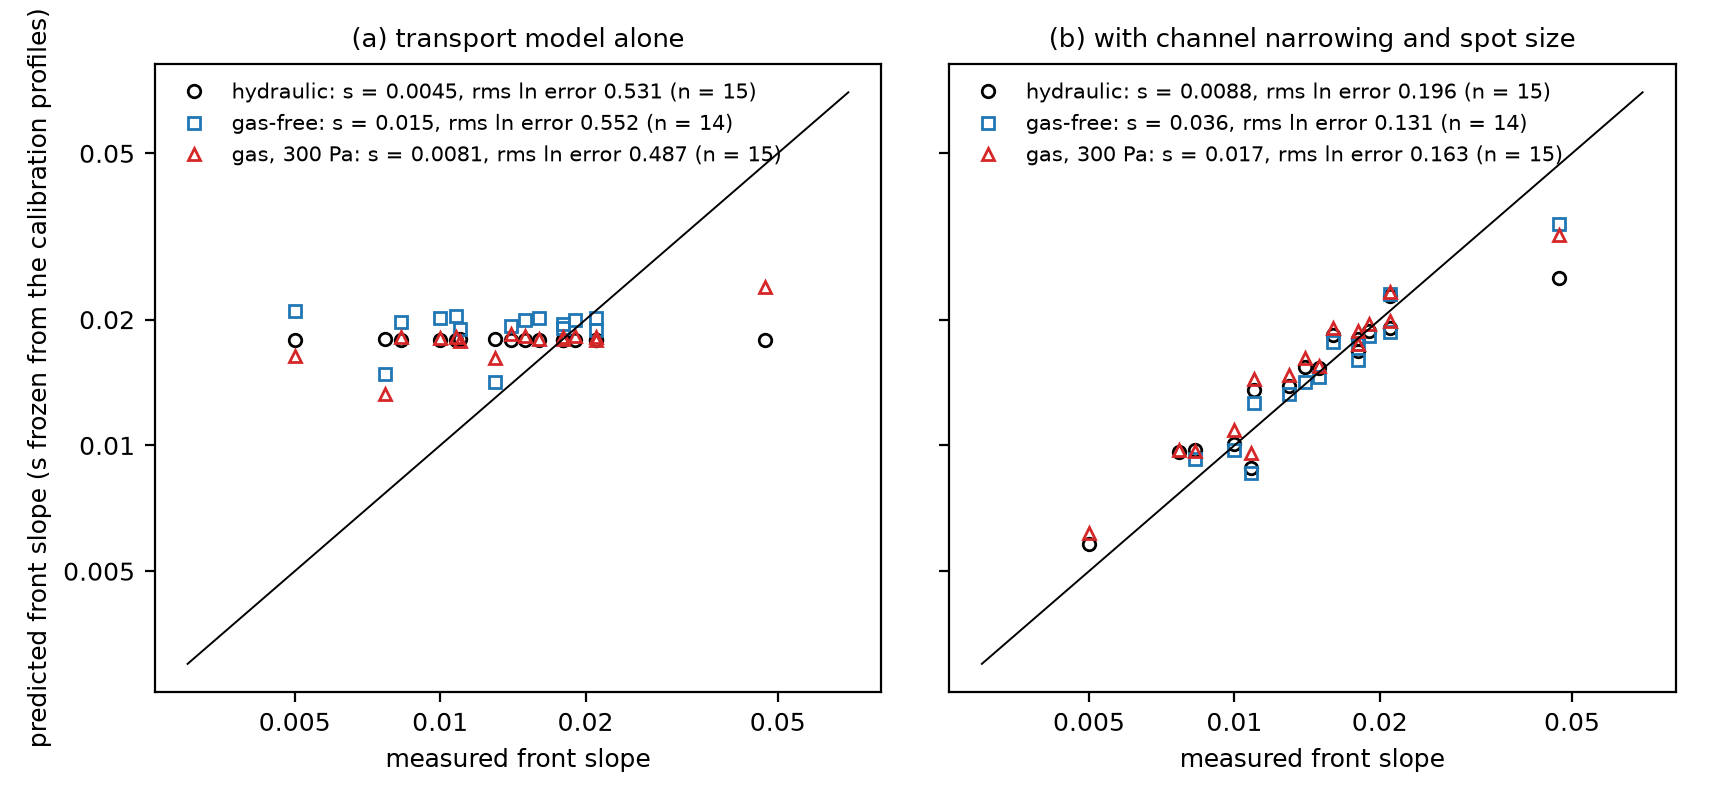 predicted front slope (s frozen from the calibration profiles)
(a) transport model alone
hydraulic: s = 0.0045, rms ln error 0.531 (n = 15)
gas-free: s = 0.015, rms ln error 0.552 (n = 14)
gas, 300 Pa: s = 0.0081, rms ln error 0.487 (n = 15)
0.05
0.02
0.01
0.005
0.005
0.01
0.02
0.05
measured front slope
(b) with channel narrowing and spot size
hydraulic: s = 0.0088, rms ln error 0.196 (n = 15)
gas-free: s = 0.036, rms ln error 0.131 (n = 14)
gas, 300 Pa: s = 0.017, rms ln error 0.163 (n = 15)
0.005
0.01
0.02
0.05
measured front slope